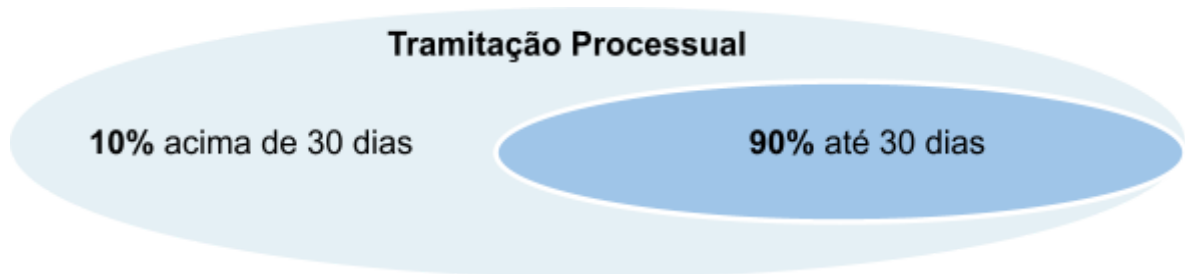 Tramitação Processual
10% acima de 30 dias
90% até 30 dias